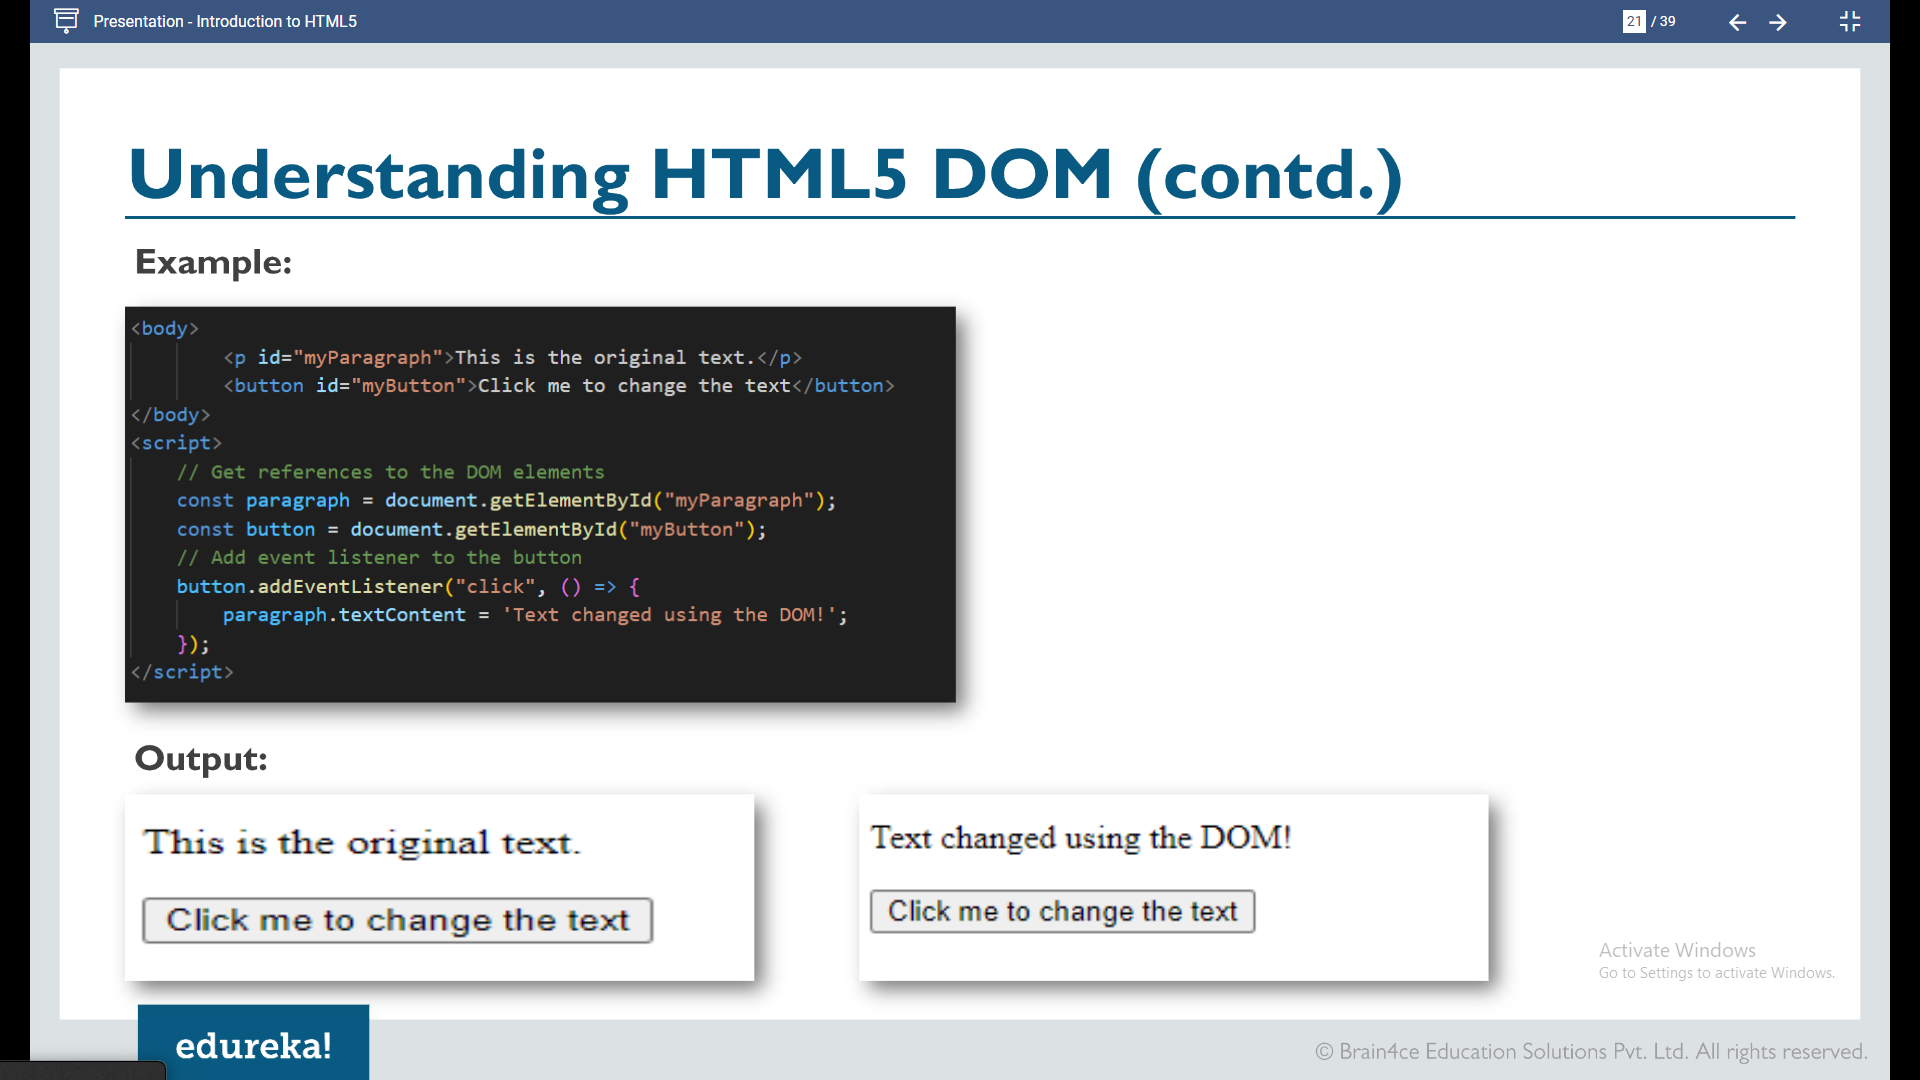 Presentation - Introduction to HTML5
21 / 39
Understanding HTML5 DOM (contd.)
Example:
<body>
<p id="myParagraph">This is the original text.</p>
<button id="myButton">Click me to change the text</button>
</body>
<script>
// Get references to the DOM elements
const paragraph = document.getElementById("myParagraph");
const button = document.getElementById("myButton");
// Add event listener to the button
button.addEventListener("click", () => {
paragraph.textContent = 'Text changed using the DOM!';
});
</script>
Output:
This is the original text.
Click me to change the text
Text changed using the DOM!
Click me to change the text
Activate Windows
Go to Settings to activate Windows.
edureka!
© Brain4ce Education Solutions Pvt. Ltd. All rights reserved.